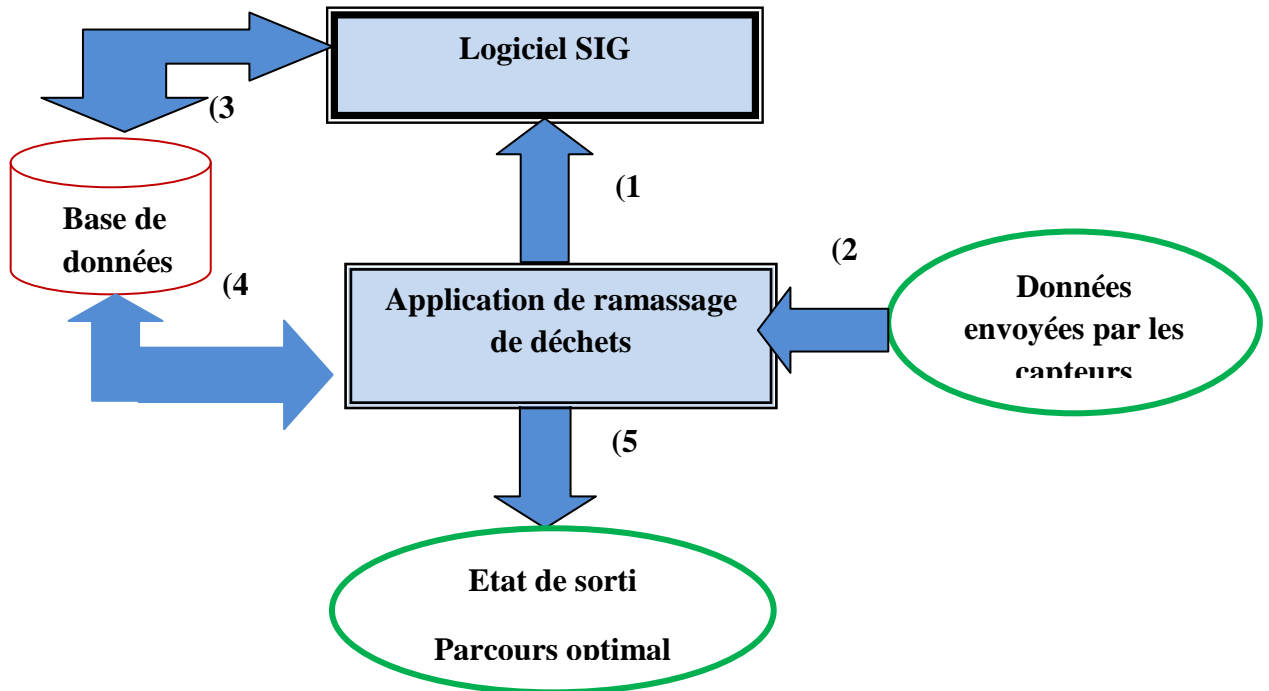 Logiciel SIG
(3
(1
Base de
données
(2
(4
Application de ramassage
de déchets
Données
envoyées par les
capteurs
(5
Etat de sorti
Parcours optimal